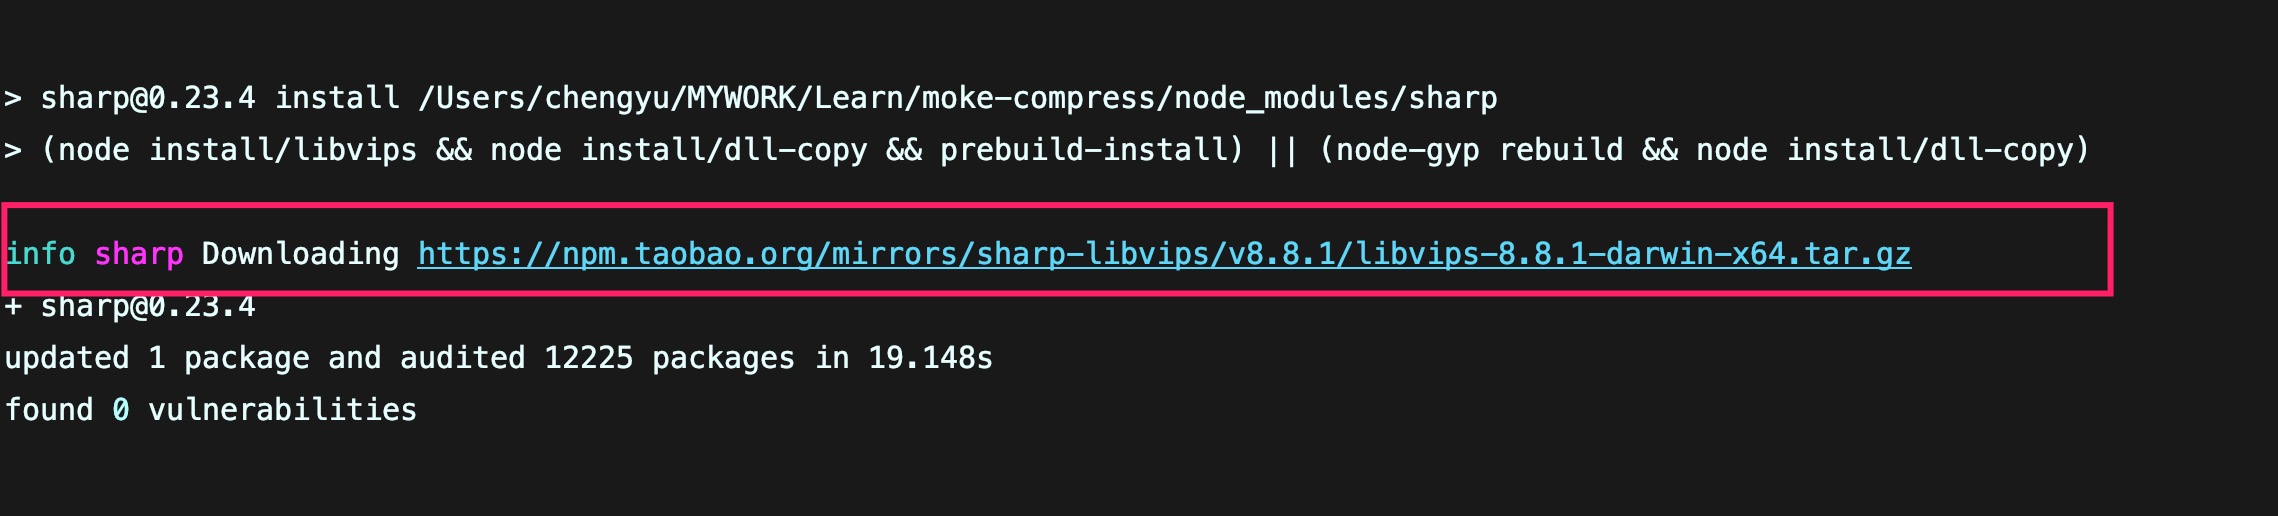 > sharp@0.23.4 install /Users/chengyu/MYWORK/Learn/moke-compress/node_modules/sharp
> (node install/libvips && node install/dll-copy && prebuild-install) || (node-gyp rebuild && node install/dll-copy)
info sharp Downloading https://npm.taobao.org/mirrors/sharp-libvips/v8.8.1/libvips-8.8.1-darwin-x64.tar.gz
+ sharp@0.23.4
updated 1 package and audited 12225 packages in 19.148s
found 0 vulnerabilities